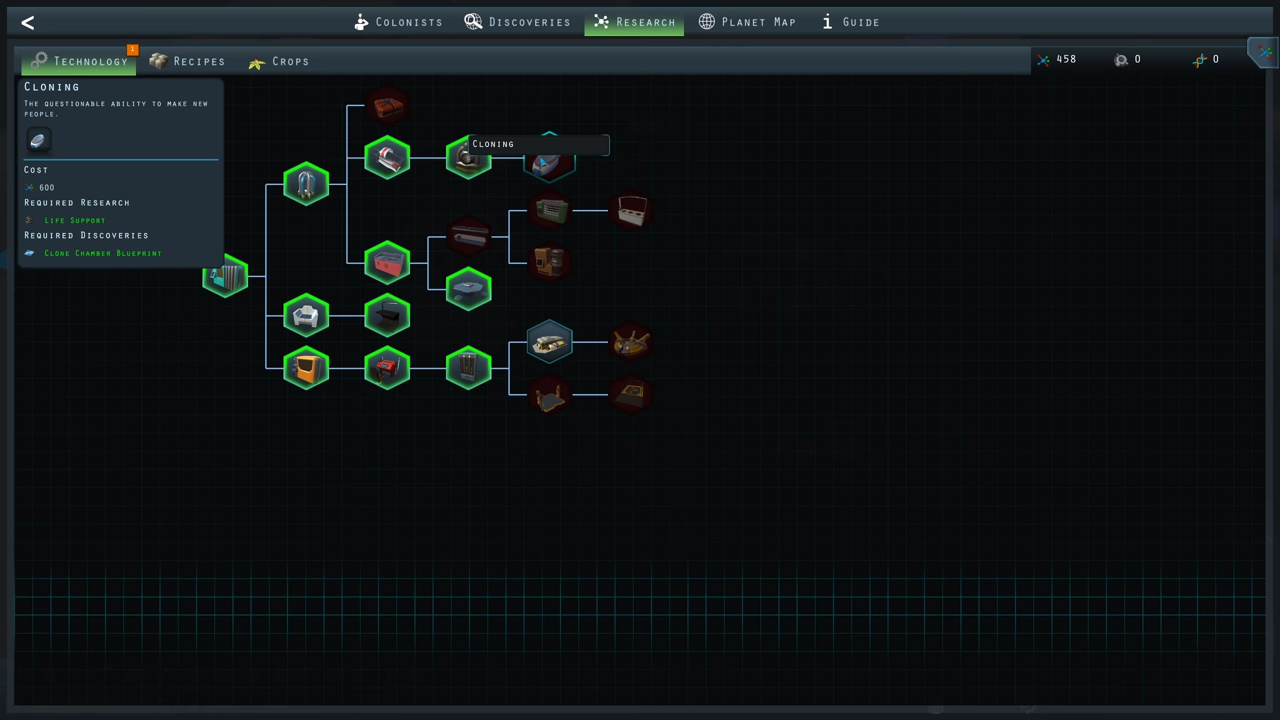 Colonists
Discoveries
Research
Planet Map
Guide
Technology
1
Recipes
Crops
458
0
0
Cloning
The questionable ability to make new
people.
Cost
600
Required Research
Life Support
Required Discoveries
Clone Chamber Blueprint
Cloning